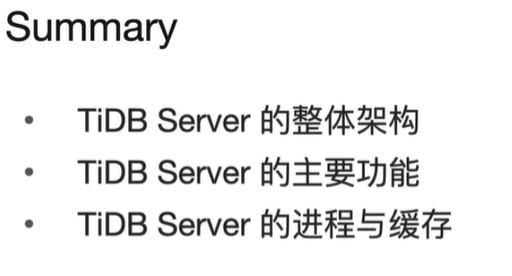 Summary
• TiDB Server 的整体架构
• TiDB Server 的主要功能
• TiDB Server 的进程与缓存